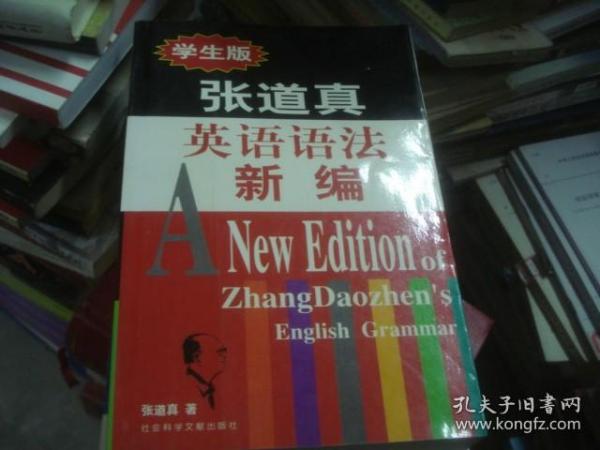 学生版
张道真
英语语法
新编
A New Edition of
ZhangDaozhen's
English Grammar
张道真 著
社会科学文献出版社
孔夫子旧书网
www.kongfz.com